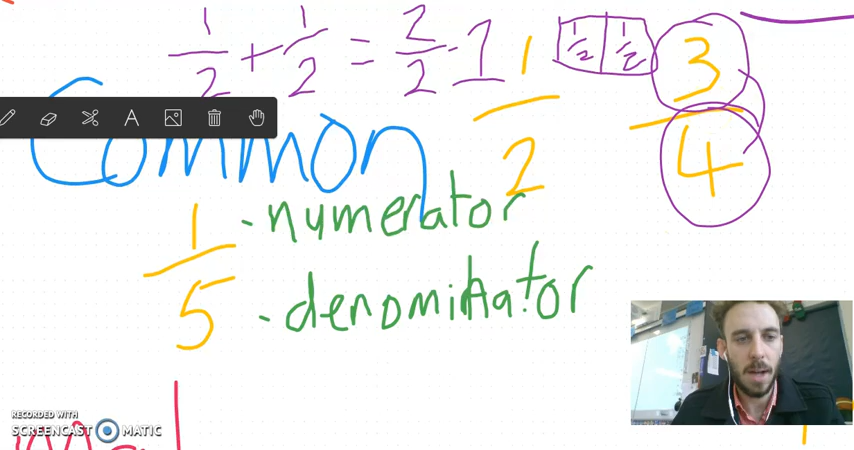 1/2 + 1/2 = 2/2 - 1
1/2
1/2 1/2
3/4
Common
1/5
- numerator
- denominator
A
RECORDED WITH
SCREENCAST MATIC